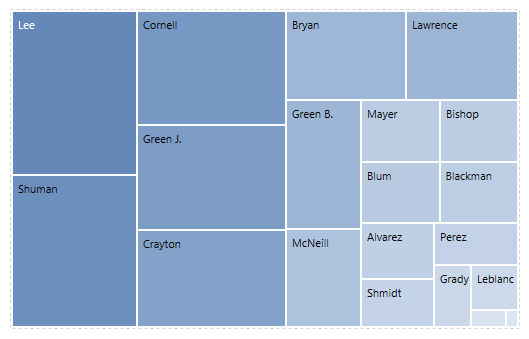 Lee
Cornell
Bryan
Lawrence
Green B.
Mayer
Bishop
Green J.
Blum
Blackman
Shuman
Crayton
McNeill
Alvarez
Perez
Shmidt
Grady
Leblanc